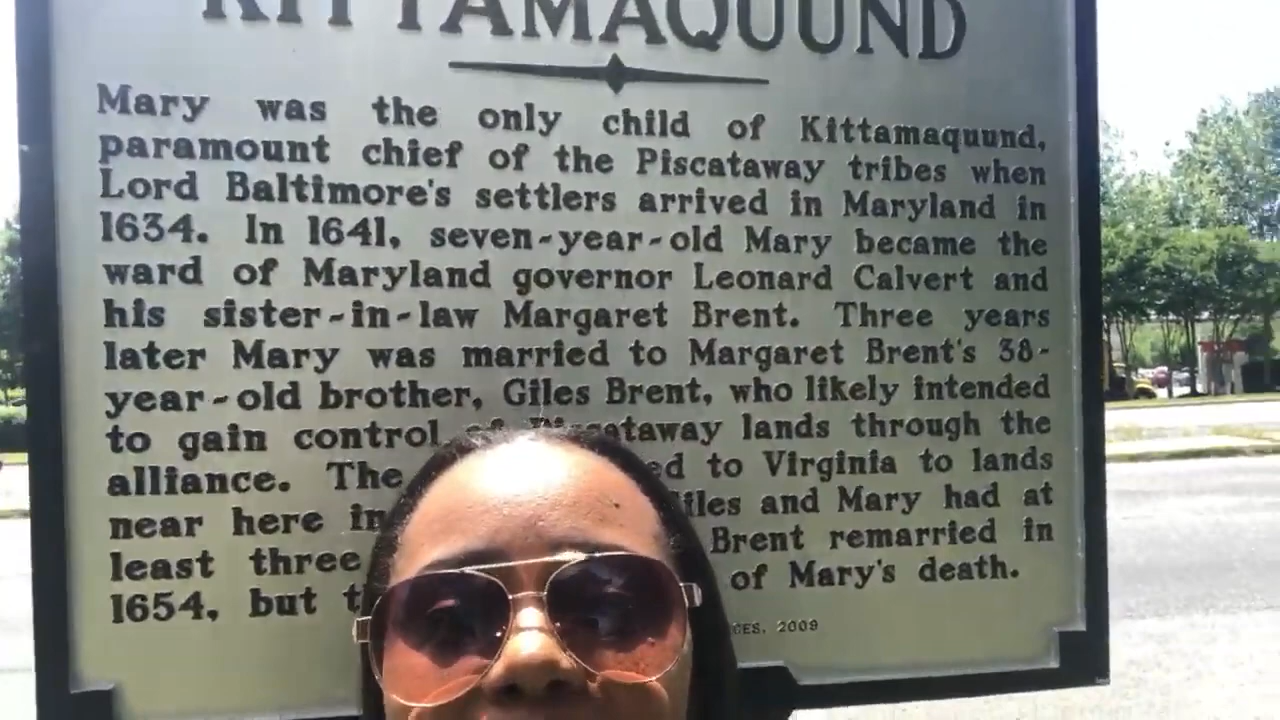 KITTAMAQUUND
Mary was the only child of Kittamaquund,
paramount chief of the Piscataway tribes when
Lord Baltimore's settlers arrived in Maryland in
1634. In 1641, seven-year-old Mary became the
ward of Maryland governor Leonard Calvert and
his sister-in-law Margaret Brent. Three years
later Mary was married to Margaret Brent's 38-
year-old brother, Giles Brent, who likely intended
to gain control of Piscataway lands through the
alliance. The to Virginia to lands
near here in Giles and Mary had at
least three Brent remarried in
1654, but of Mary's death.
2009